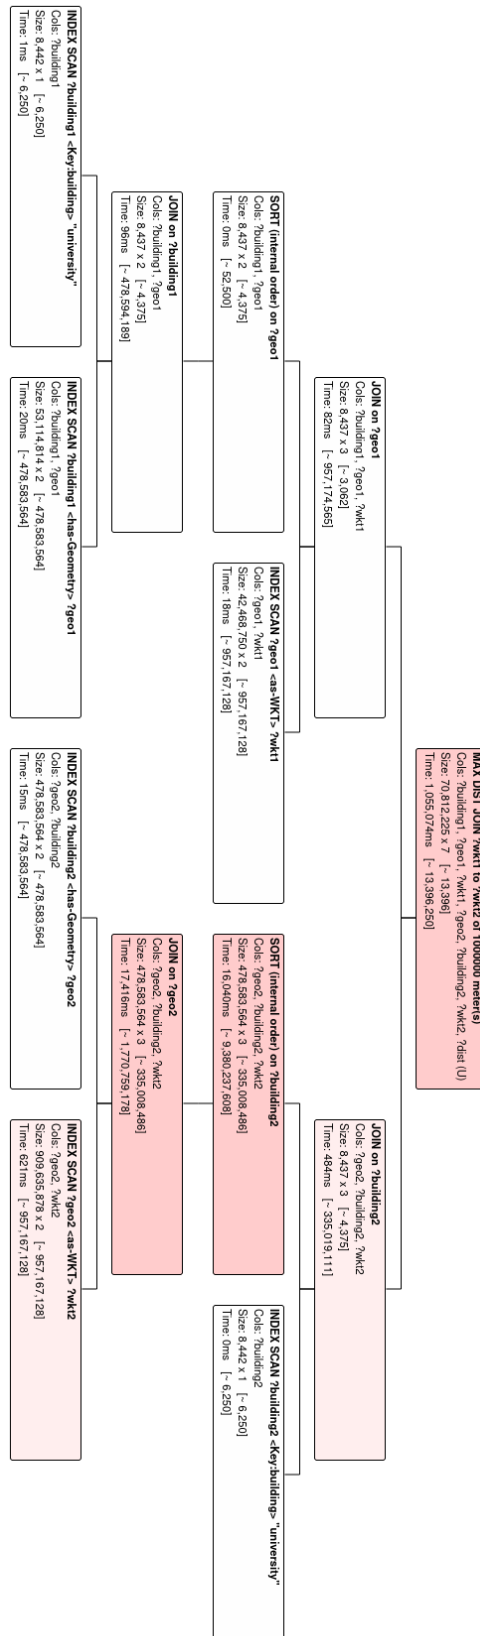 MAX DIST JOIN ?wkt1 to ?wkt2 of 1000000 meter(s)
Cols: ?building1, ?geo1, ?wkt1, ?geo2, ?building2, ?wkt2, ?dist (U)
Size: 70,812,225 x 7 [~ 13,396]
Time: 1,055,074ms [~ 13,396,250]
JOIN on ?geo1
Cols: ?building1, ?geo1, ?wkt1
Size: 8,437 x 3 [~ 3,062]
Time: 82ms [~ 957,174,565]
JOIN on ?building2
Cols: ?geo2, ?building2, ?wkt2
Size: 8,437 x 3 [~ 4,375]
Time: 484ms [~ 335,019,111]
SORT (internal order) on ?geo1
Cols: ?building1, ?geo1
Size: 8,437 x 2 [~ 4,375]
Time: 0ms [~ 52,500]
INDEX SCAN ?geo1 <as-WKT> ?wkt1
Cols: ?geo1, ?wkt1
Size: 42,468,750 x 2 [~ 957,167,128]
Time: 18ms [~ 957,167,128]
SORT (internal order) on ?building2
Cols: ?geo2, ?building2, ?wkt2
Size: 478,583,564 x 3 [~ 335,008,486]
Time: 16,040ms [~ 9,380,237,608]
INDEX SCAN ?building2 <Key:building> "university"
Cols: ?building2
Size: 8,442 x 1 [~ 6,250]
Time: 0ms [~ 6,250]
JOIN on ?building1
Cols: ?building1, ?geo1
Size: 8,437 x 2 [~ 4,375]
Time: 96ms [~ 478,594,189]
JOIN on ?geo2
Cols: ?geo2, ?building2, ?wkt2
Size: 478,583,564 x 3 [~ 335,008,486]
Time: 17,416ms [~ 1,770,759,178]
INDEX SCAN ?building1 <Key:building> "university"
Cols: ?building1
Size: 8,442 x 1 [~ 6,250]
Time: 1ms [~ 6,250]
INDEX SCAN ?building1 <has-Geometry> ?geo1
Cols: ?building1, ?geo1
Size: 53,114,814 x 2 [~ 478,583,564]
Time: 20ms [~ 478,583,564]
INDEX SCAN ?building2 <has-Geometry> ?geo2
Cols: ?geo2, ?building2
Size: 478,583,564 x 2 [~ 478,583,564]
Time: 15ms [~ 478,583,564]
INDEX SCAN ?geo2 <as-WKT> ?wkt2
Cols: ?geo2, ?wkt2
Size: 909,635,878 x 2 [~ 957,167,128]
Time: 621ms [~ 957,167,128]